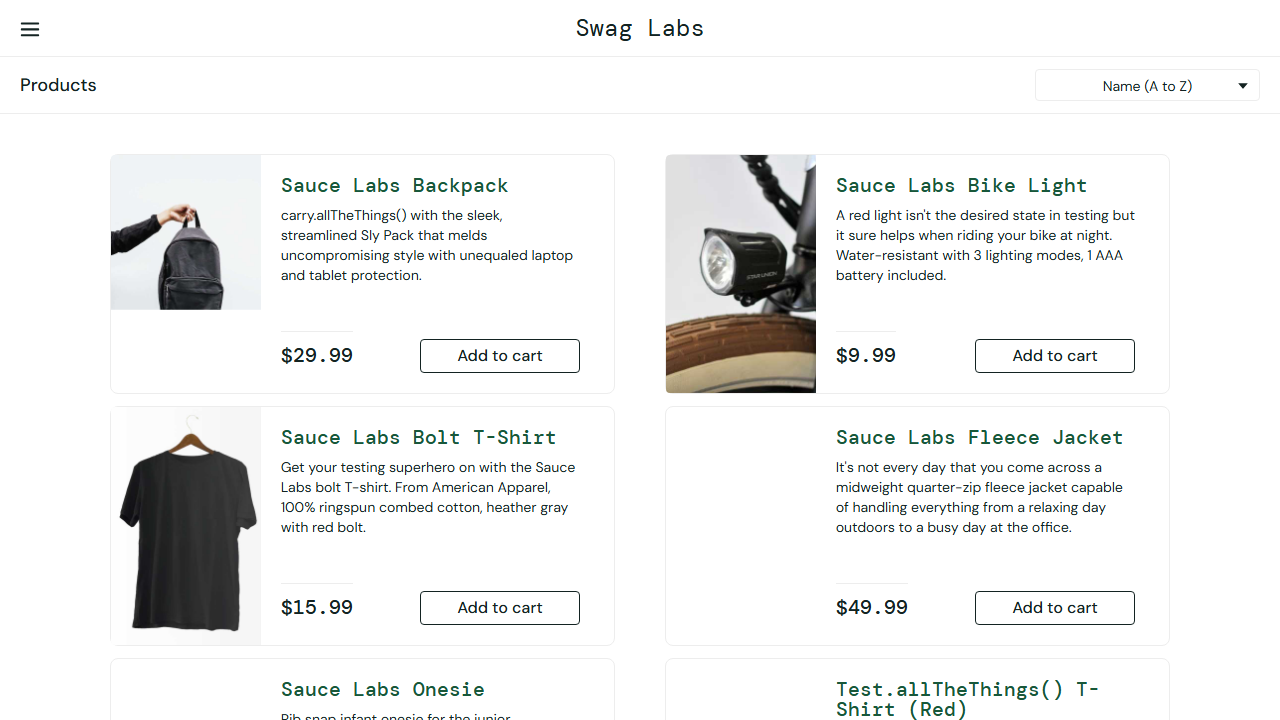 Swag Labs
Products
Name (A to Z)
Sauce Labs Backpack
carry.allTheThings() with the sleek,
streamlined Sly Pack that melds
uncompromising style with unequaled laptop
and tablet protection.
$29.99
Add to cart
Sauce Labs Bike Light
A red light isn't the desired state in testing but
it sure helps when riding your bike at night.
Water-resistant with 3 lighting modes, 1 AAA
battery included.
$9.99
Add to cart
Sauce Labs Bolt T-Shirt
Get your testing superhero on with the Sauce
Labs bolt T-shirt. From American Apparel,
100% ringspun combed cotton, heather gray
with red bolt.
$15.99
Add to cart
Sauce Labs Fleece Jacket
It's not every day that you come across a
midweight quarter-zip fleece jacket capable
of handling everything from a relaxing day
outdoors to a busy day at the office.
$49.99
Add to cart
Sauce Labs Onesie
Rib snap infant onesie for the junior
Test.allTheThings() T-
Shirt (Red)